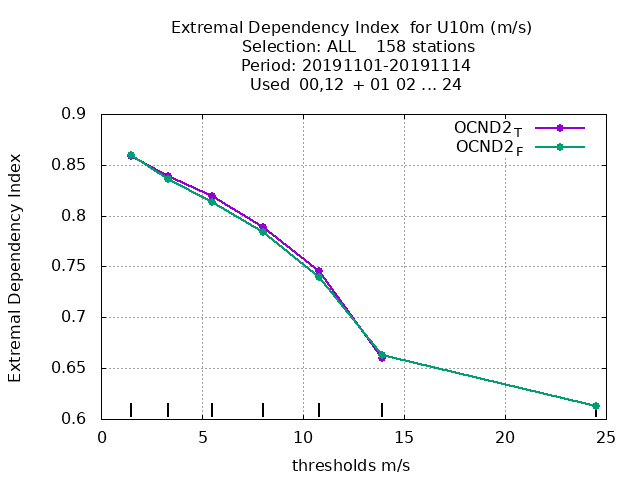 Extremal Dependency Index  for U10m (m/s)
Selection: ALL    158 stations
Period: 20191101-20191114
Used  00,12  + 01 02 ... 24
OCND2T
OCND2F
Extremal Dependency Index
0.9
0.85
0.8
0.75
0.7
0.65
0.6
0 5 10 15 20 25
thresholds m/s